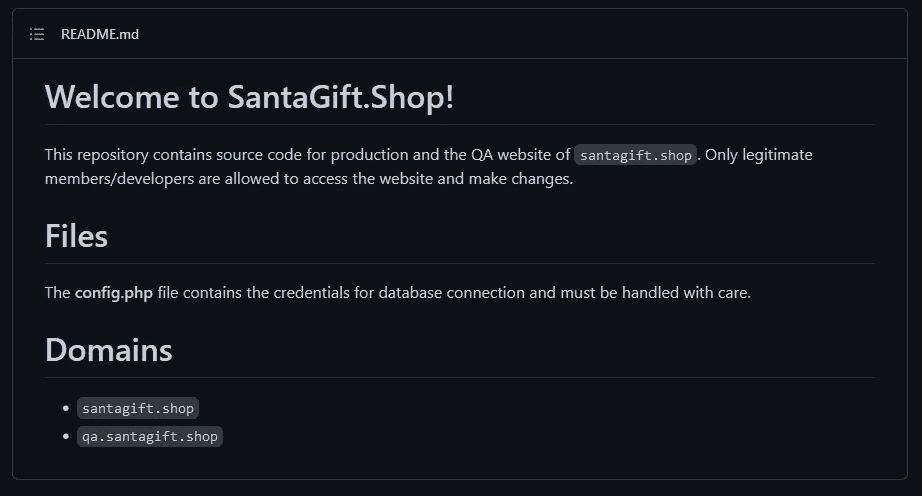 README.md
Welcome to SantaGift.Shop!
This repository contains source code for production and the QA website of santagift.shop. Only legitimate
members/developers are allowed to access the website and make changes.
Files
The config.php file contains the credentials for database connection and must be handled with care.
Domains
santagift.shop
qa.santagift.shop